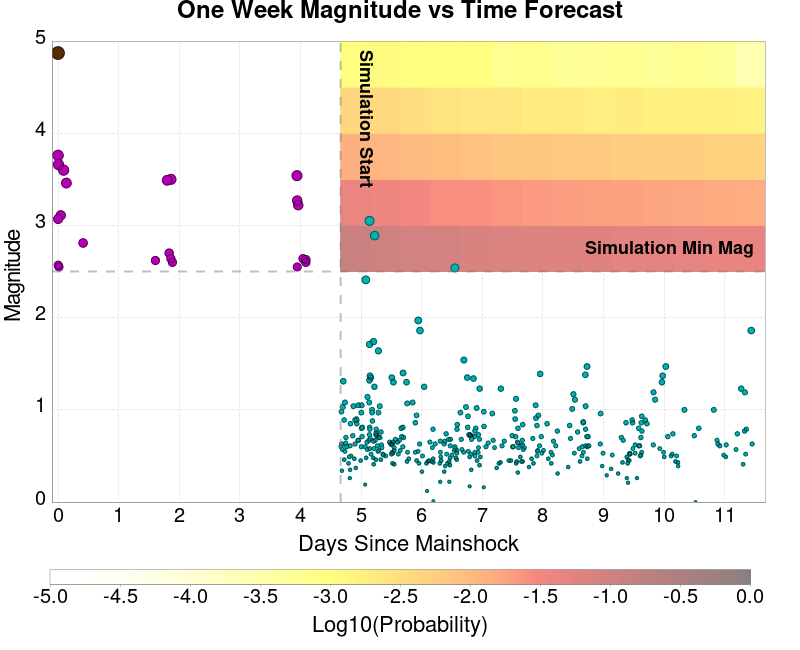 One Week Magnitude vs Time Forecast
Magnitude
5
4
3
2
1
0
Simulation Start
Simulation Min Mag
0 1 2 3 4 5 6 7 8 9 10 11
Days Since Mainshock
-5.0 -4.5 -4.0 -3.5 -3.0 -2.5 -2.0 -1.5 -1.0 -0.5 0.0
Log10(Probability)